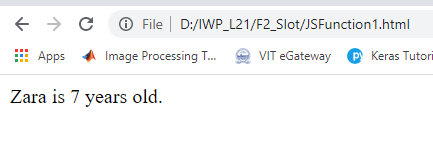 File D:/IWP_L21/F2_Slot/JSFunction1.html
Apps Image Processing T... VIT eGateway Keras Tutori
Zara is 7 years old.